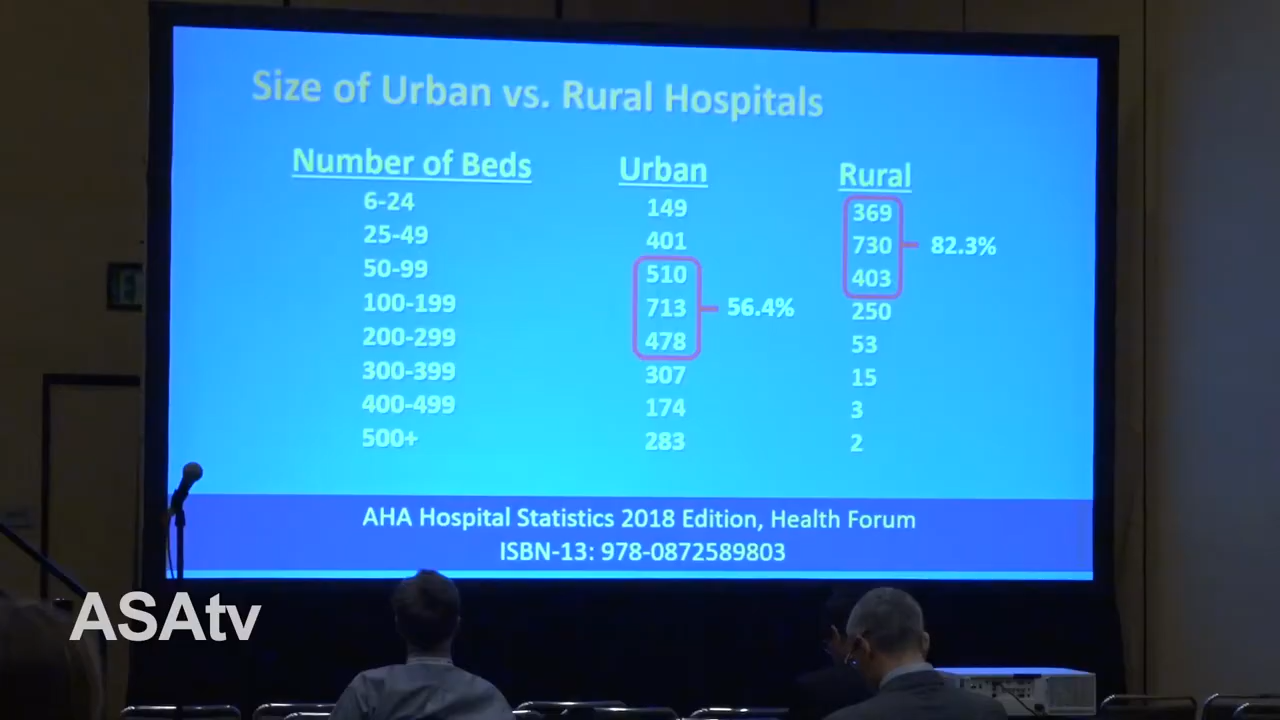 Size of Urban vs. Rural Hospitals
Number of Beds Urban Rural
6-24 149 369
25-49 401 730 82.3%
50-99 510 403
100-199 713 56.4% 250
200-299 478 53
300-399 307 15
400-499 174 3
500+ 283 2
AHA Hospital Statistics 2018 Edition, Health Forum
ISBN-13: 978-0872589803
ASAtv